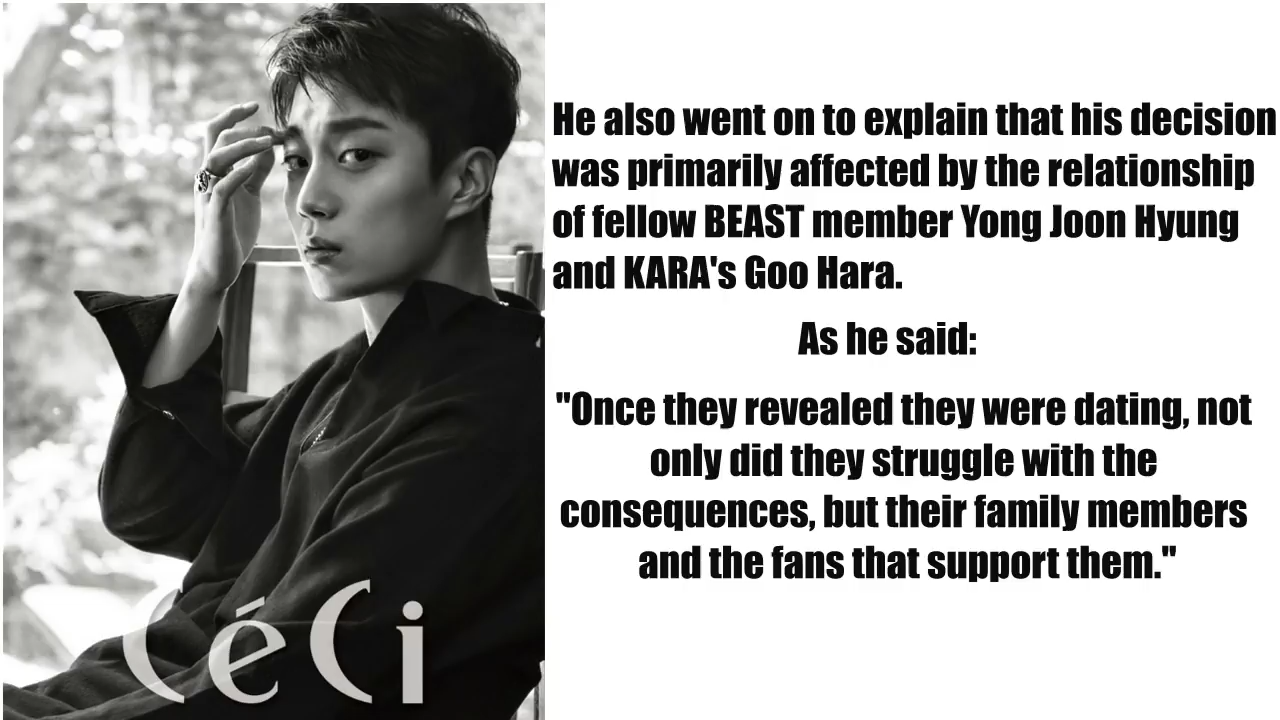 He also went on to explain that his decision
was primarily affected by the relationship
of fellow BEAST member Yong Joon Hyung
and KARA's Goo Hara.
As he said:
"Once they revealed they were dating, not
only did they struggle with the
consequences, but their family members
and the fans that support them."
CéCi